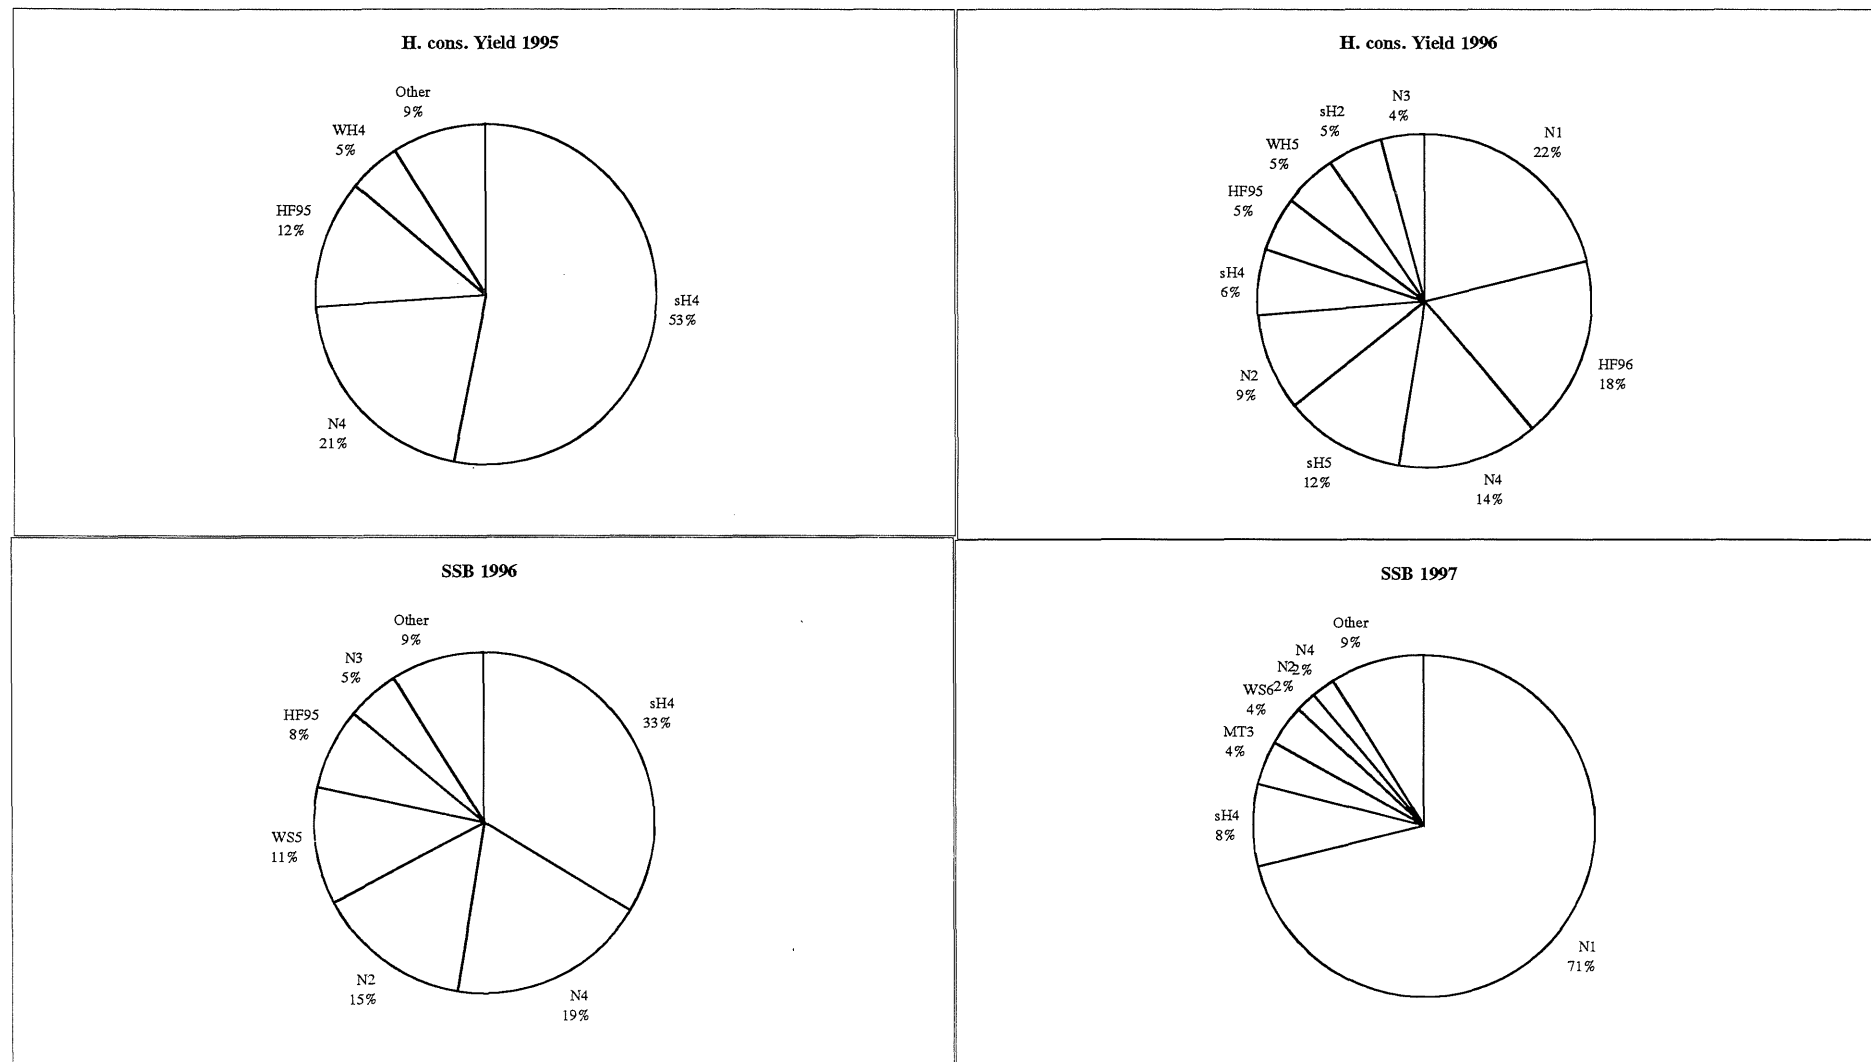 H. cons. Yield 1995
Other
9%
WH4
5%
HF95
12%
sH4
53%
N4
21%
H. cons. Yield 1996
N3
4%
sH2
5%
N1
22%
WH5
5%
HF95
5%
sH4
6%
HF96
18%
N2
9%
sH5
12%
N4
14%
SSB 1996
Other
9%
N3
5%
sH4
33%
HF95
8%
WS5
11%
N2
15%
N4
19%
SSB 1997
Other
9%
N4
2%
N2
2%
WS6
4%
MT3
4%
sH4
8%
N1
71%